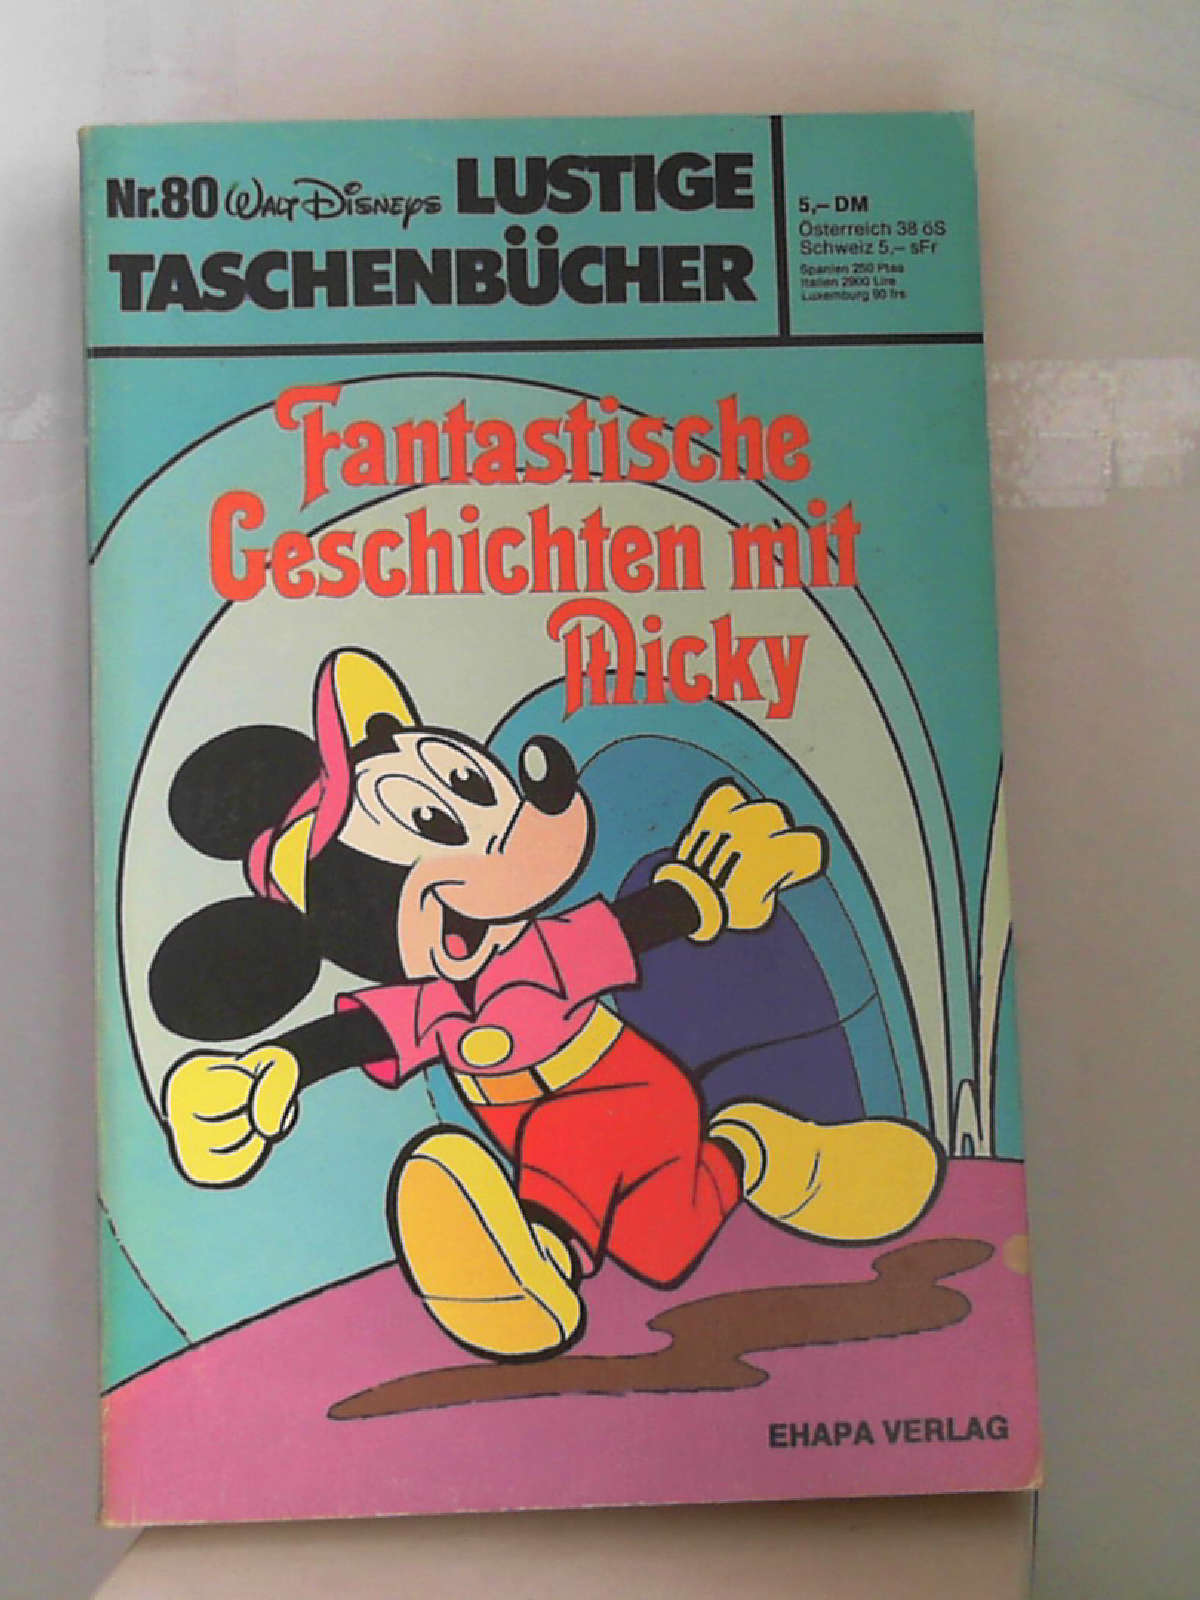 Nr.80 WALT DISNEYS LUSTIGE
TASCHENBÜCHER
5,– DM
Österreich 38 öS
Schweiz 5,– sFr
Spanien 250 Ptas
Italien 2900 Lire
Luxemburg 90 frs
Fantastische
Geschichten mit
Micky
EHAPA VERLAG